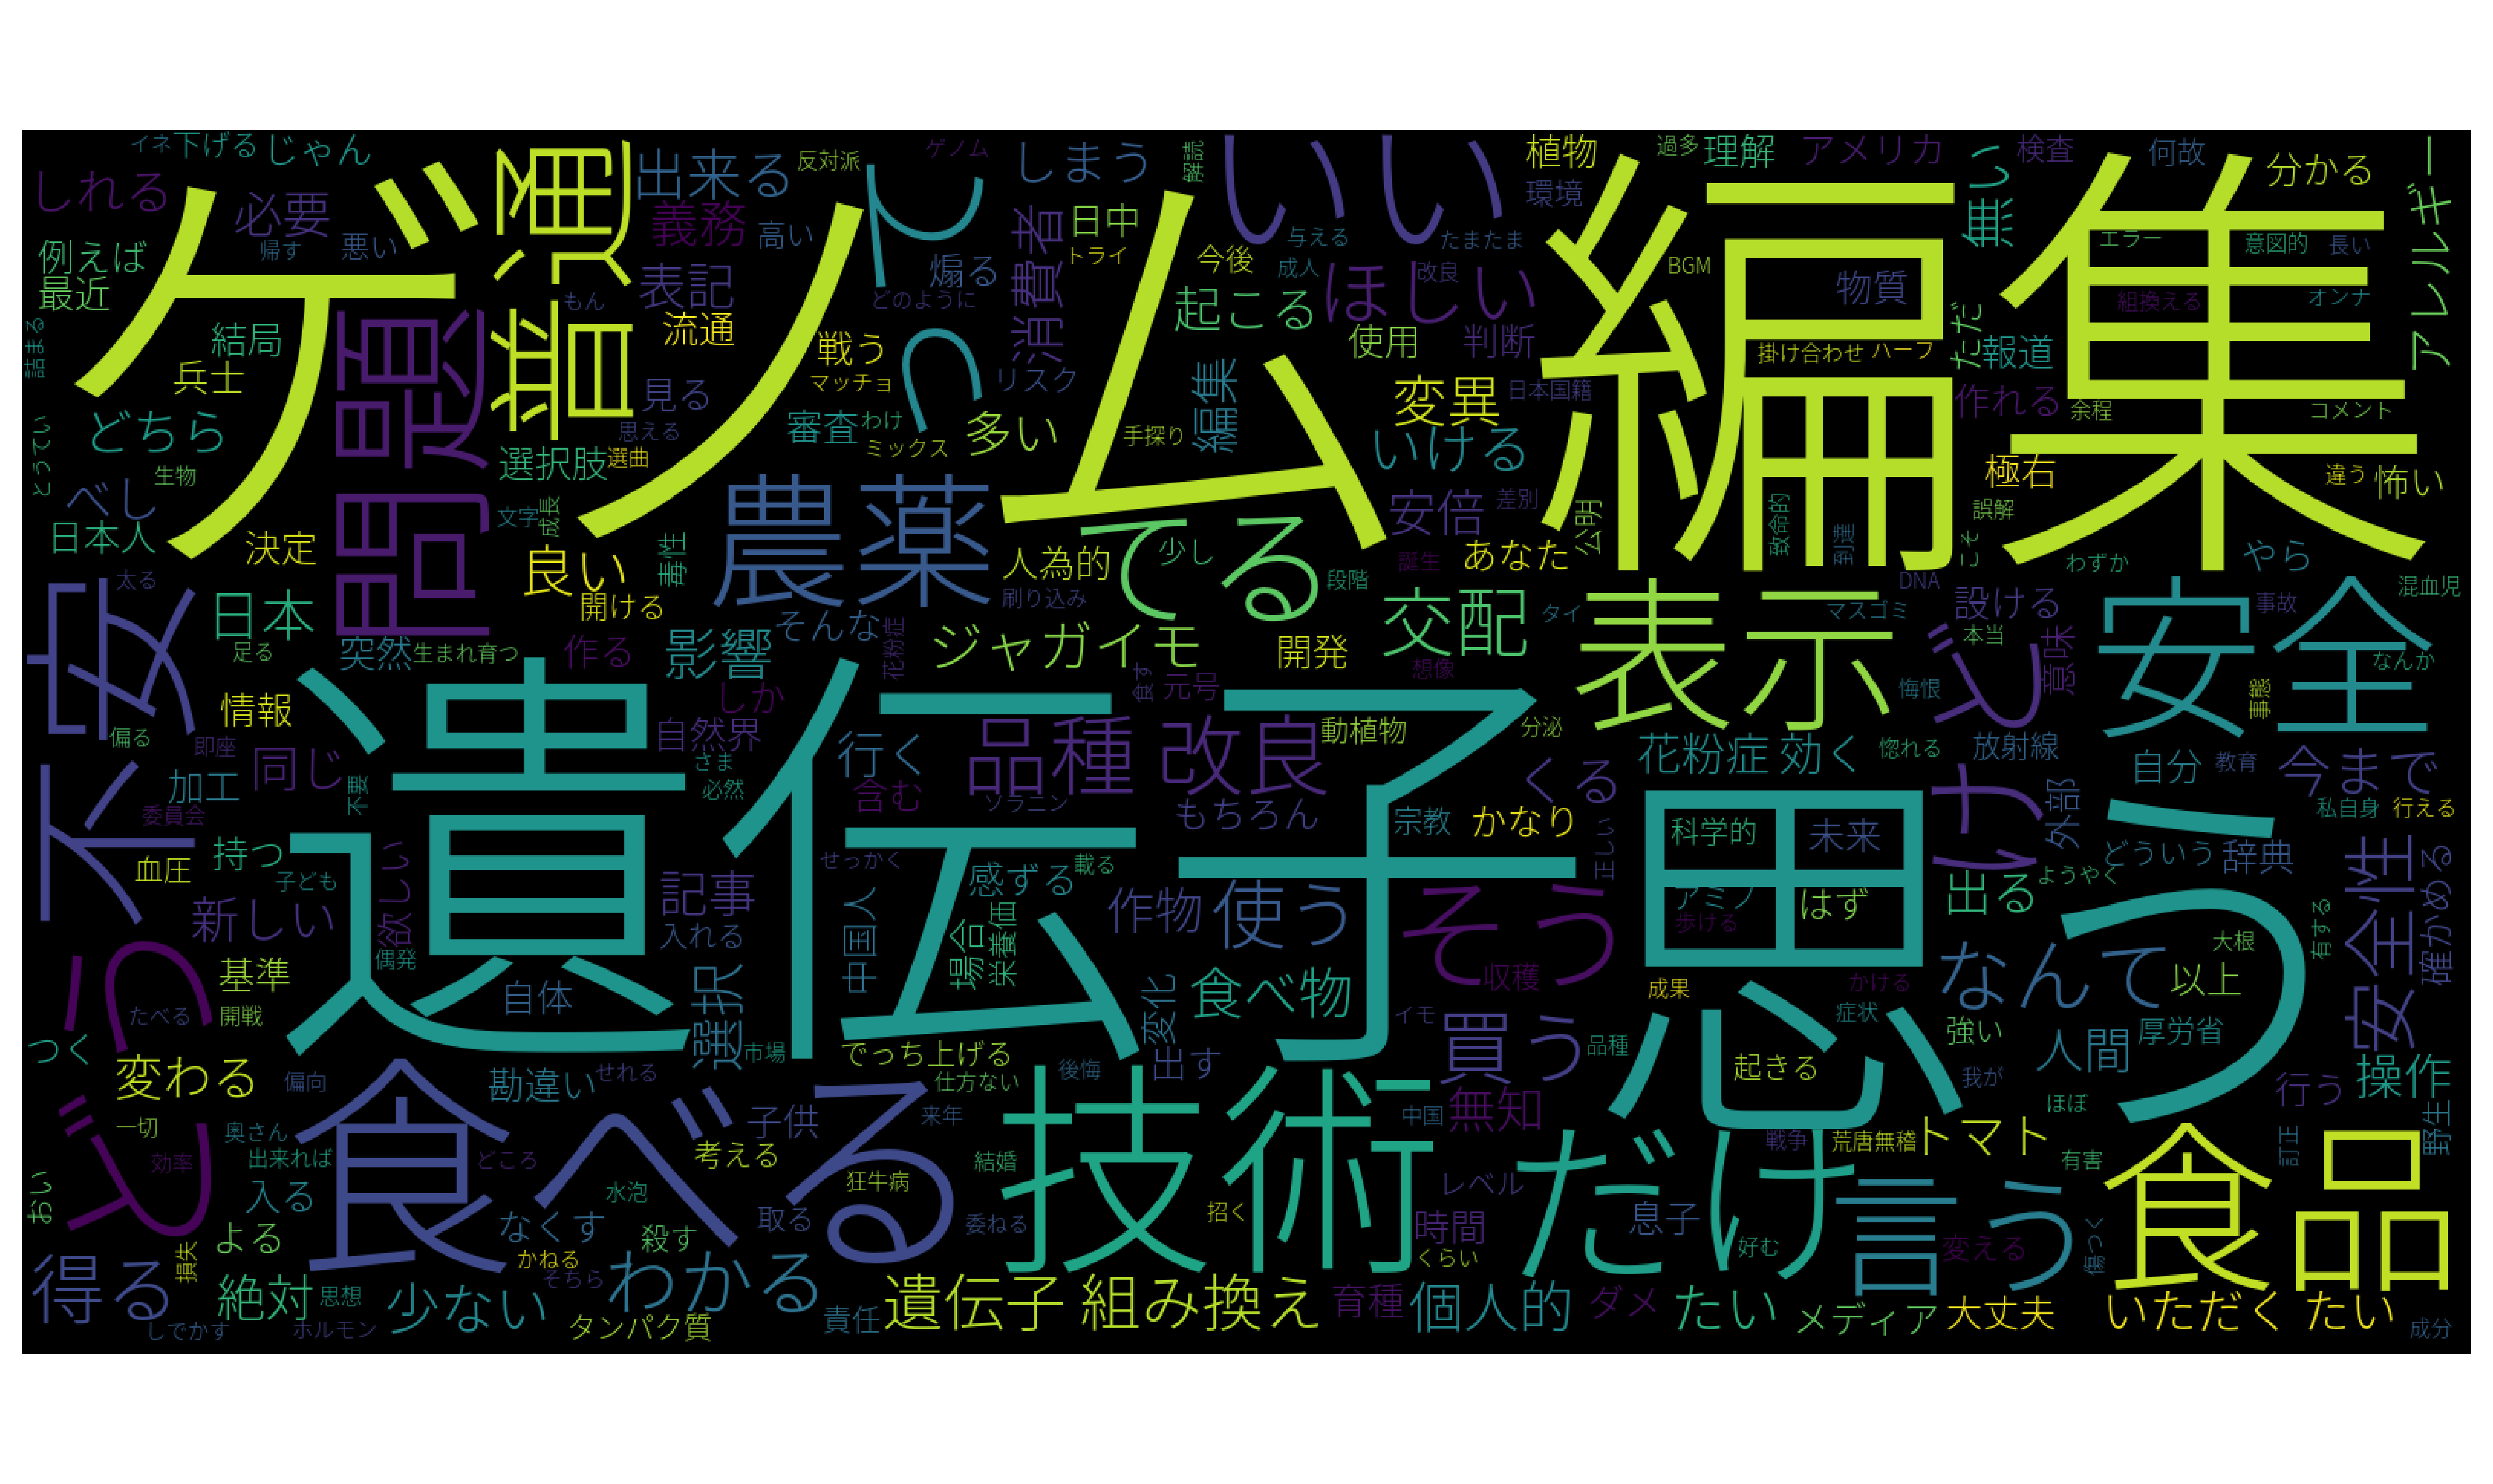 イネ 下げる じゃん 出来る 反対派 ゲノム しまう 解読 いい 植物 過多 理解 アメリカ 無い 検査 何故 分かる アレルギー
しれる 必要 普通 義務 高い と 消費者 日中 与える たまたま 環境
ゲノム 編集
例えば 帰す 悪い 表記 煽る トライ 今後 成人 改良 BGM 物質 エラー 意図的 長い
最近 もん 流通 どのように 起こる ほしい 組換える オンナ
詰まる 結局 問題 戦う っ リスク 使用 判断 掛け合わせ ハーフ ただ 報道
兵士 見る マッチョ 編集 変異 日本国籍 作れる 余程 コメント
どちら 思える 審査 わけ 多い 手探り いける
とうてい 生物 選択肢 選曲 ミックス 極右 違う 怖い
べし 農薬 安倍 差別 公明 致命的 到達 誤解
日本人 決定 文字 成長 良い 毒性 人為的 てる 少し あなた こそ わずか やら
不安 太る 開ける 刷り込み 誕生 段階 DNA 混血児
日本 そんな 交配 タイ 表示 マスゴミ 設ける 安全 事故
足る 突然 生まれ育つ 作る 影響 花粉症 ジャガイモ 開発 想像 ど 本当 意味 なんか
情報 しか 食す 元号 悔恨 事態
遺伝子 思う
偏る 即座 同じ 自然界 さま 行く 品種 改良 動植物 分泌 花粉症 効く 惚れる 放射線 自分 教育 今まで
加工 不要 必然 含む ソラニン もちろん くる け 外部 私自身 行える
委員会 宗教 かなり 科学的 未来
血圧 持つ せっかく 感ずる 載る 正しい どういう 辞典 安全性 確かめる
子ども 欲しい 記事 作物 使う そう アミノ はず 出る ようやく
新しい 入れる 中国人 場合 栄養価 歩ける なんて 大根 有する
どう 偶発 基準 自体 選択 変化 食べ物 収穫 成果 かける 以上
たべる 開戦 イモ 症状 強い 厚労省
つく 市場 でっち上げる 出す 買う 品種 人間
変わる 偏向 勘違い せれる 仕方ない 後悔 起きる 我が 行う 操作
食べる 技術 だけ 言う 食品
一切 奥さん 子供 来年 中国 無知 戦争 荒唐無稽 トマト ほぼ 訂正 野生
おい 効率 出来れば どころ 考える 結婚 有害
入る 水泡 狂牛病 レベル
なくす 取る 委ねる 招く 時間 息子
得る 損失 よる かねる 殺す くらい 好む 変える 傷つく
絶対 思想 少ない そちら わかる 責任 遺伝子 組み換え 育種 個人的 ダメ たい メディア 大丈夫 いただく たい
しでかす ホルモン タンパク質 成分